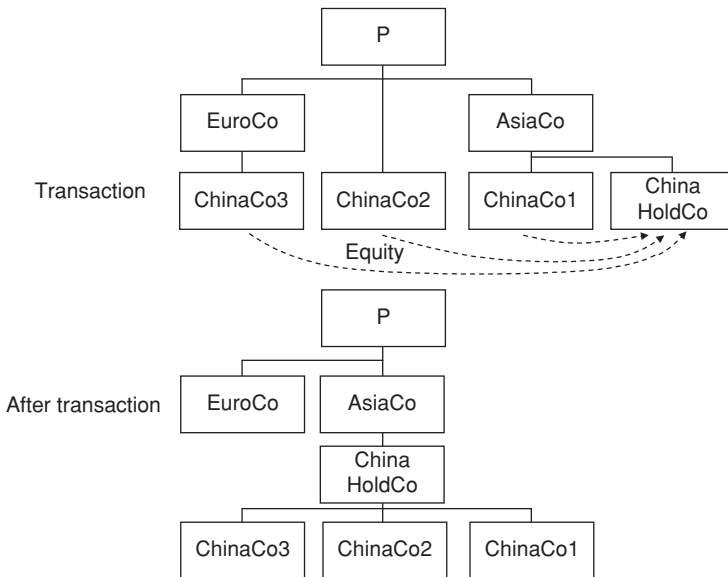 P
EuroCo
AsiaCo
Transaction
ChinaCo3
ChinaCo2
ChinaCo1
China
HoldCo
Equity
P
After transaction
EuroCo
AsiaCo
China
HoldCo
ChinaCo3
ChinaCo2
ChinaCo1